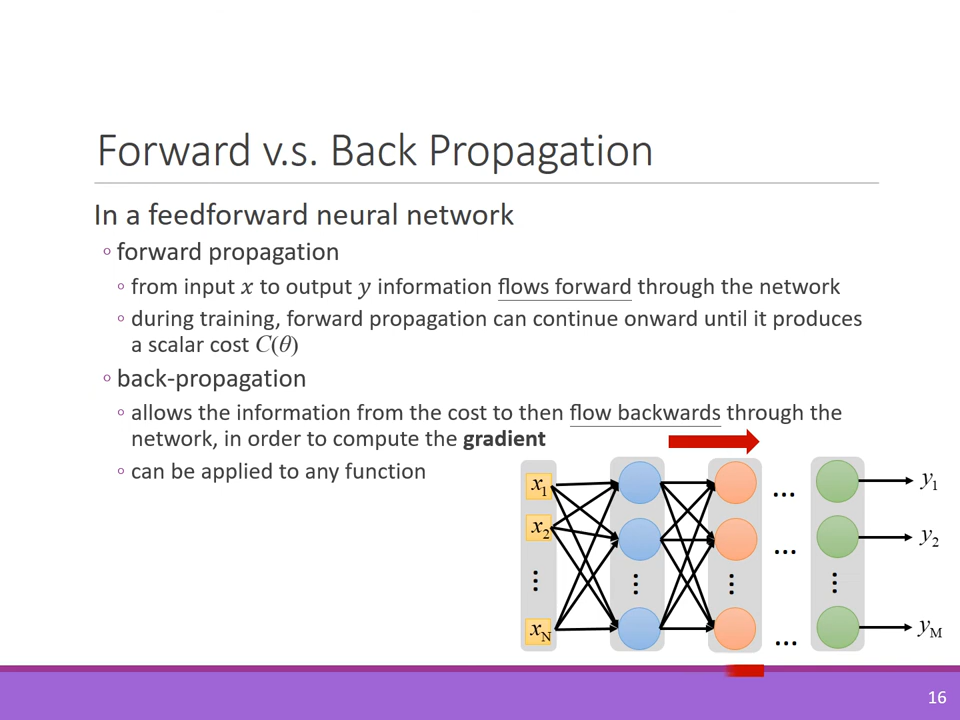 Forward v.s. Back Propagation
In a feedforward neural network
◦ forward propagation
◦ from input x to output y information flows forward through the network
◦ during training, forward propagation can continue onward until it produces
a scalar cost C(θ)
◦ back-propagation
◦ allows the information from the cost to then flow backwards through the
network, in order to compute the gradient
◦ can be applied to any function
x1 ... y1
x2 ... y2
⋮ ⋮ ⋮ ⋮
xN ... yM
16